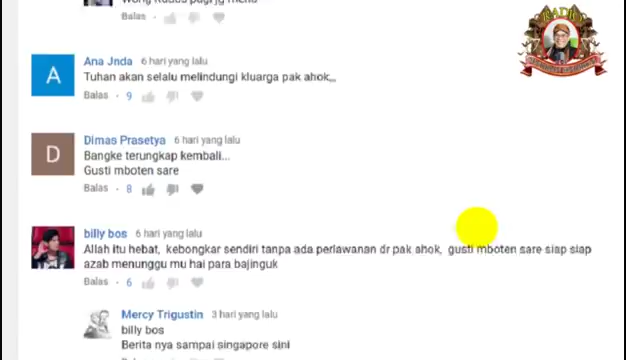 Balas
Ana Jnda 6 hari yang lalu
A
Tuhan akan selalu melindungi kluarga pak ahok,,,
Balas · 9
Dimas Prasetya 6 hari yang lalu
D
Bangke terungkap kembali...
Gusti mboten sare
Balas · 8
billy bos 6 hari yang lalu
Allah itu hebat, kebongkar sendiri tanpa ada perlawanan dr pak ahok, gusti mboten sare siap siap
azab menunggu mu hai para bajinguk
Balas · 6
Mercy Trigustin 3 hari yang lalu
billy bos
Berita nya sampai singapore sini